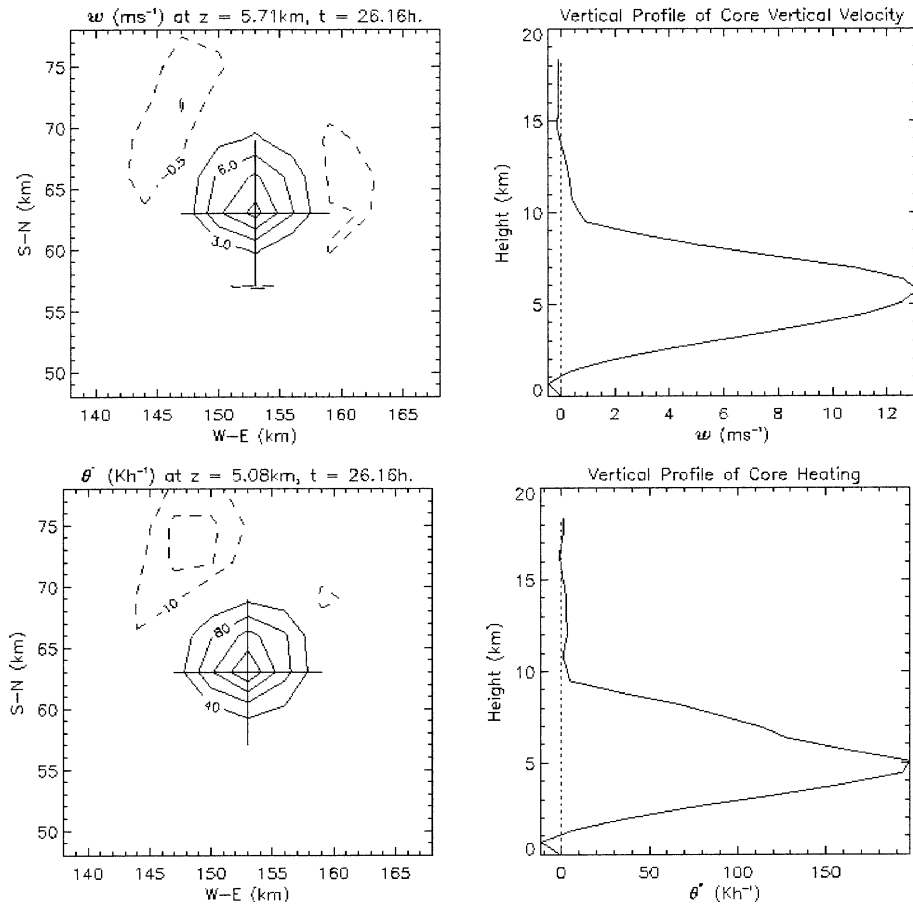 w (ms⁻¹) at z = 5.71km, t = 26.16h.
75
70
65
60
55
50
S-N (km)
-0.5
6.0
3.0
140 145 150 155 160 165
W-E (km)
Vertical Profile of Core Vertical Velocity
20
15
10
5
0
Height (km)
0 2 4 6 8 10 12
w (ms⁻¹)
θ˙ (Kh⁻¹) at z = 5.08km, t = 26.16h.
75
70
65
60
55
50
S-N (km)
-10
80
40
140 145 150 155 160 165
W-E (km)
Vertical Profile of Core Heating
20
15
10
5
0
Height (km)
0 50 100 150
θ˙ (Kh⁻¹)